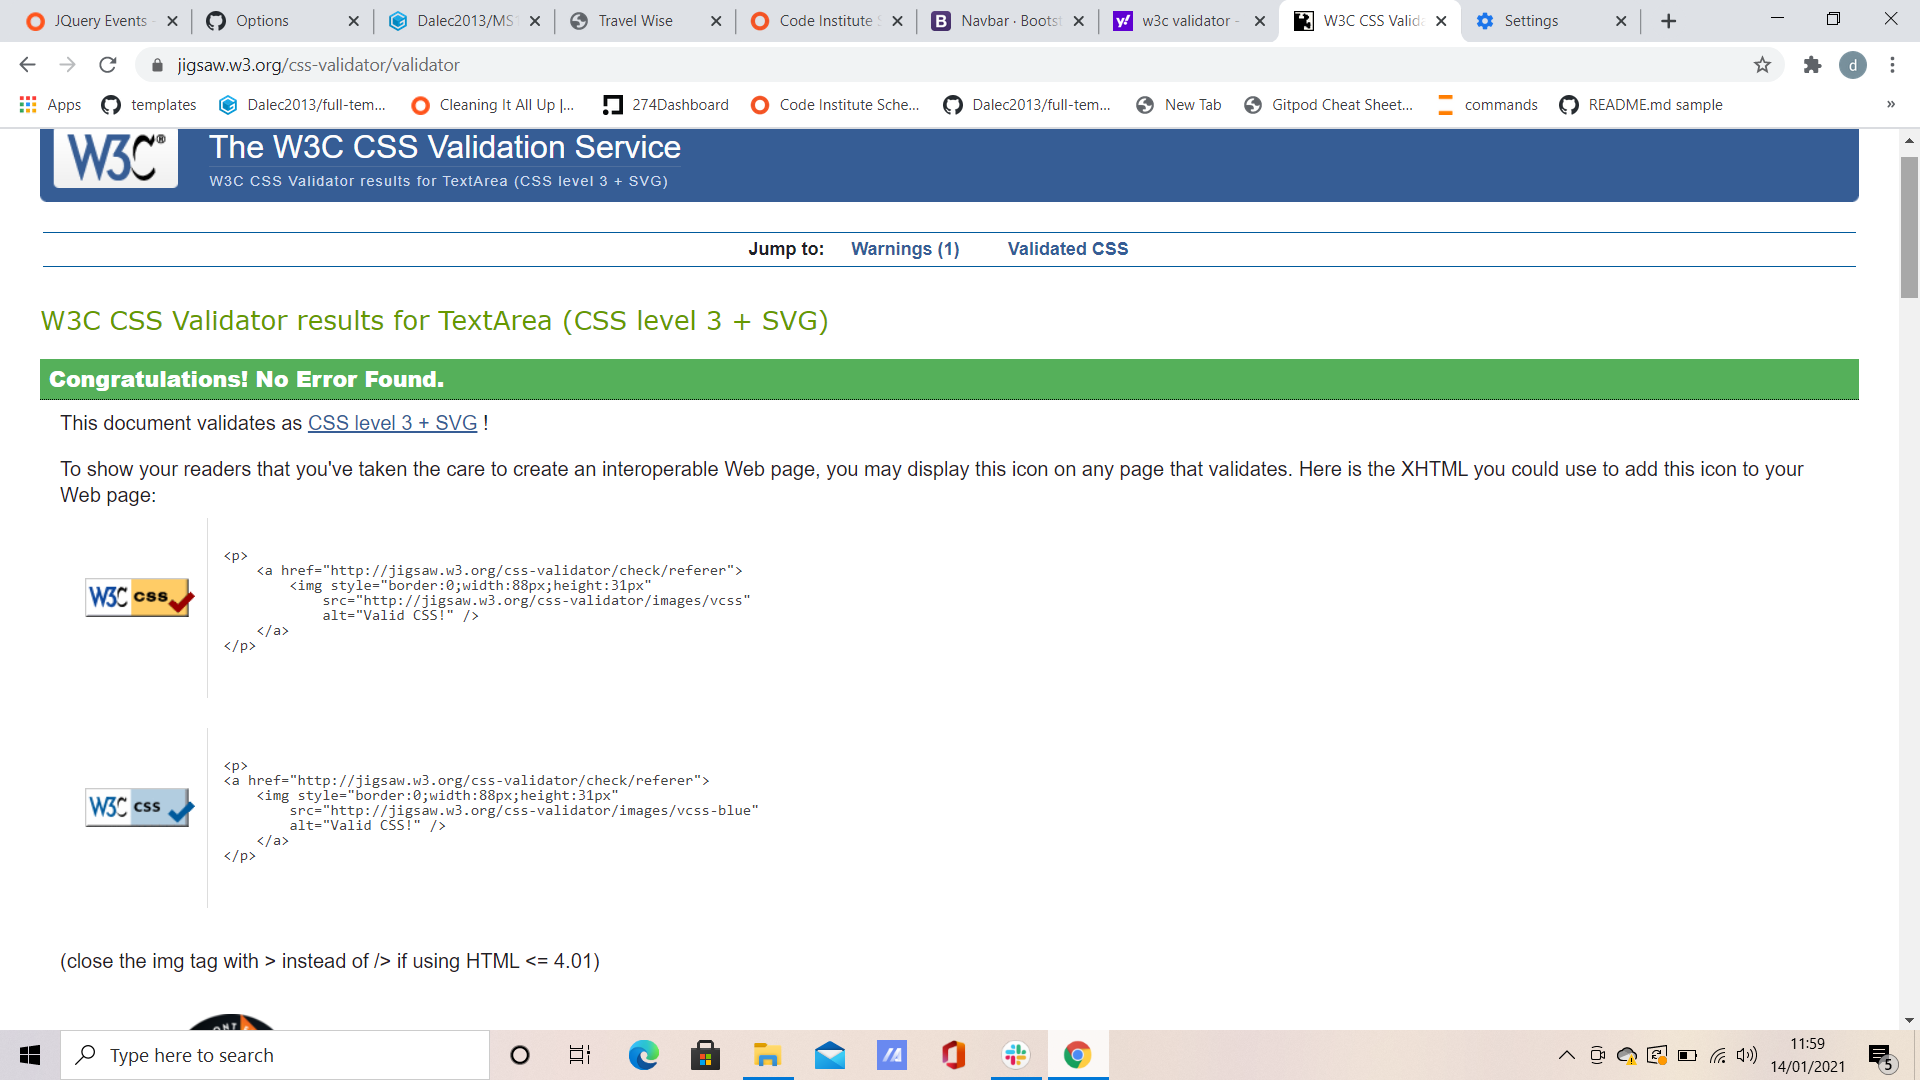 JQuery Events -
Options
Dalec2013/MS1
Travel Wise
Code Institute S
Navbar · Bootst
w3c validator -
W3C CSS Valida
Settings
jigsaw.w3.org/css-validator/validator
d
Apps
templates
Dalec2013/full-tem...
Cleaning It All Up |...
274Dashboard
Code Institute Sche...
Dalec2013/full-tem...
New Tab
Gitpod Cheat Sheet...
commands
README.md sample
»
W3C®
The W3C CSS Validation Service
W3C CSS Validator results for TextArea (CSS level 3 + SVG)
Jump to: Warnings (1) Validated CSS
W3C CSS Validator results for TextArea (CSS level 3 + SVG)
Congratulations! No Error Found.
This document validates as CSS level 3 + SVG !
To show your readers that you've taken the care to create an interoperable Web page, you may display this icon on any page that validates. Here is the XHTML you could use to add this icon to your
Web page:
W3C css
<p>
<a href="http://jigsaw.w3.org/css-validator/check/referer">
<img style="border:0;width:88px;height:31px"
src="http://jigsaw.w3.org/css-validator/images/vcss"
alt="Valid CSS!" />
</a>
</p>
W3C css
<p>
<a href="http://jigsaw.w3.org/css-validator/check/referer">
<img style="border:0;width:88px;height:31px"
src="http://jigsaw.w3.org/css-validator/images/vcss-blue"
alt="Valid CSS!" />
</a>
</p>
(close the img tag with > instead of /> if using HTML <= 4.01)
Type here to search
11:59
14/01/2021
5